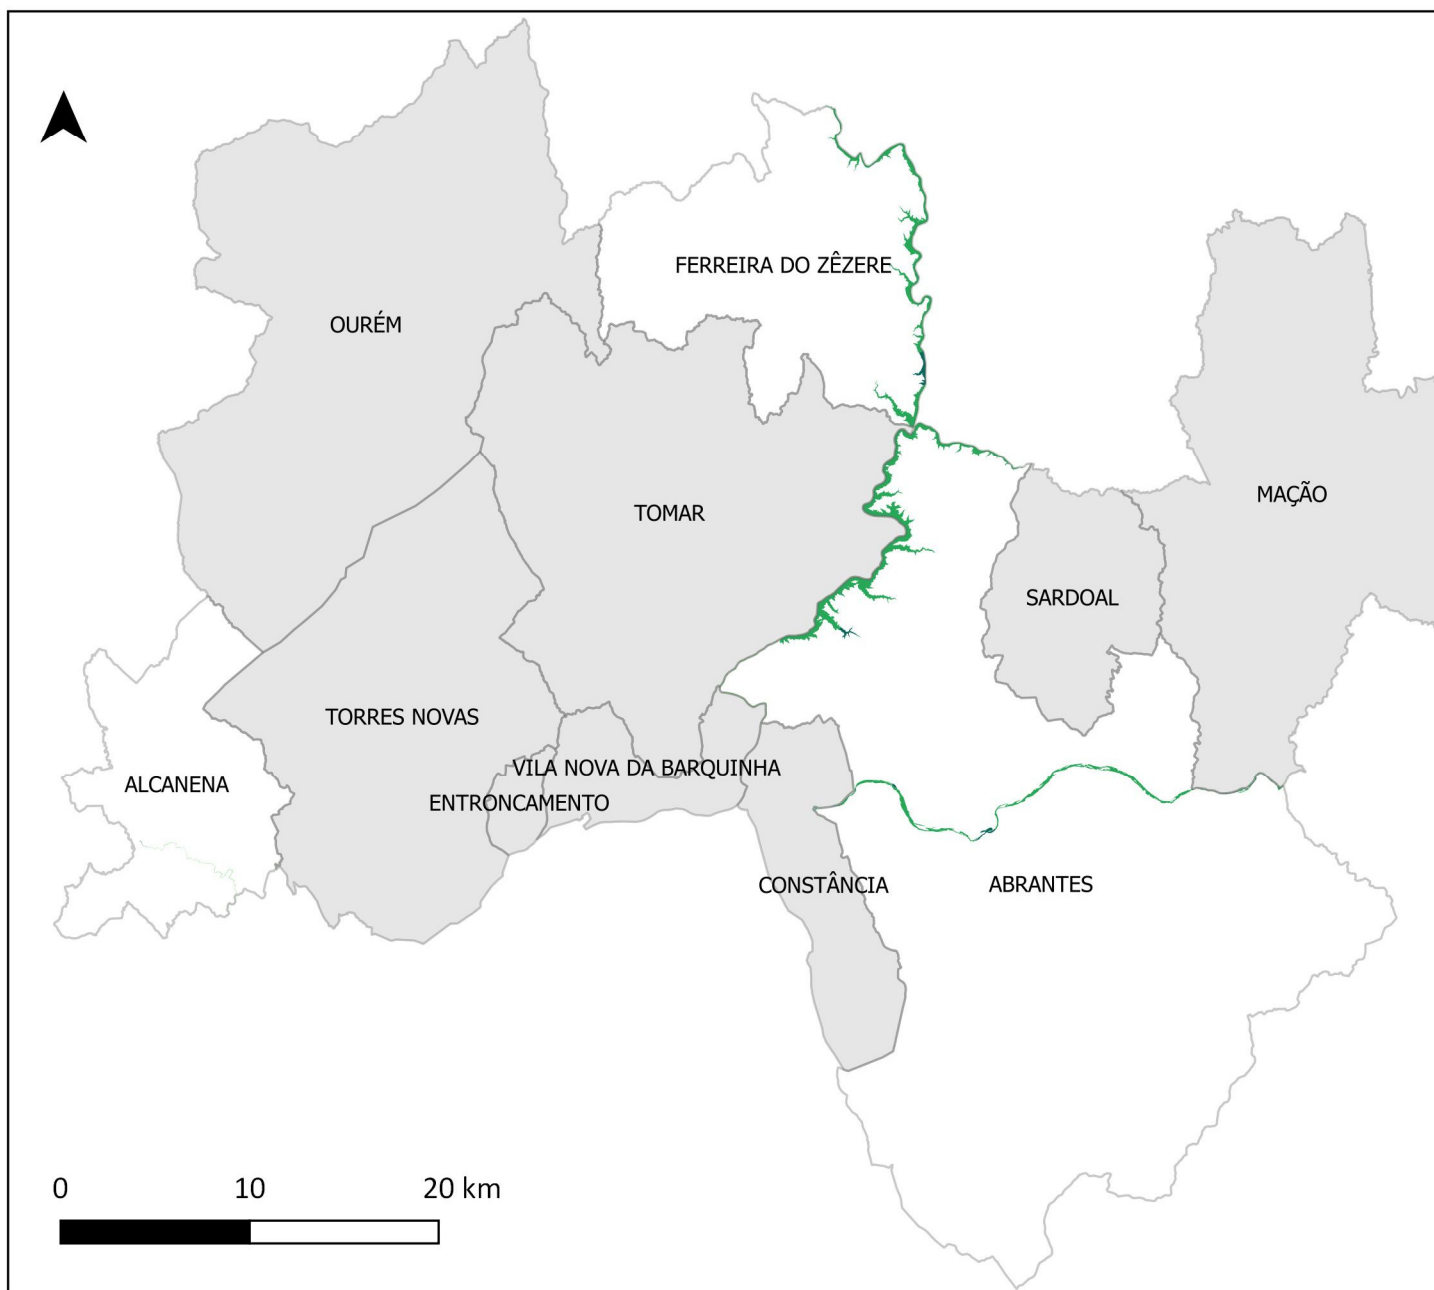 FERREIRA DO ZÊZERE
OURÉM
MAÇÃO
TOMAR
SARDOAL
TORRES NOVAS
VILA NOVA DA BARQUINHA
ALCANENA
ENTRONCAMENTO
CONSTÂNCIA
ABRANTES
0 10 20 km